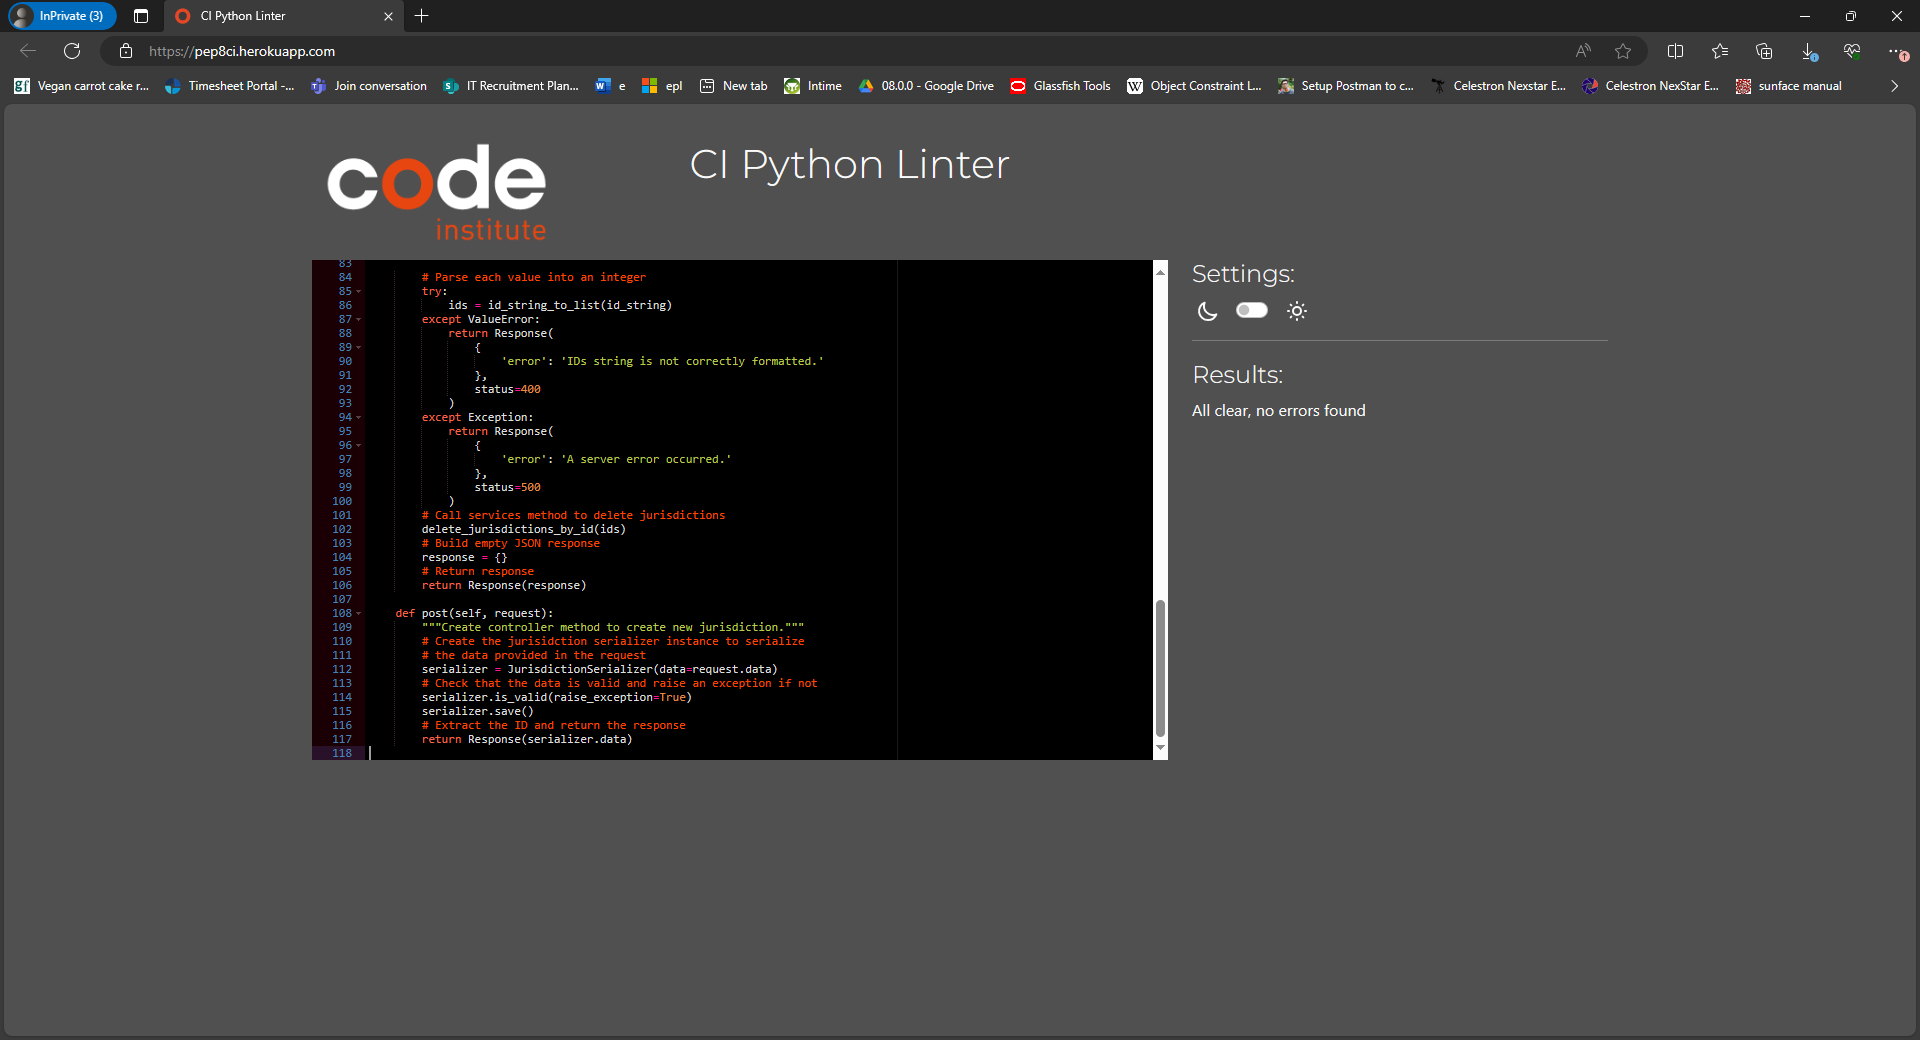 InPrivate (3)
CI Python Linter
https://pep8ci.herokuapp.com
gf Vegan carrot cake r...
Timesheet Portal -...
Join conversation
IT Recruitment Plan...
e
epl
New tab
Intime
08.0.0 - Google Drive
Glassfish Tools
W Object Constraint L...
Setup Postman to c...
Celestron Nexstar E...
Celestron NexStar E...
sunface manual
code
institute
CI Python Linter
83
84 # Parse each value into an integer
85 try:
86 ids = id_string_to_list(id_string)
87 except ValueError:
88 return Response(
89 {
90 'error': 'IDs string is not correctly formatted.'
91 },
92 status=400
93 )
94 except Exception:
95 return Response(
96 {
97 'error': 'A server error occurred.'
98 },
99 status=500
100 )
101 # Call services method to delete jurisdictions
102 delete_jurisdictions_by_id(ids)
103 # Build empty JSON response
104 response = {}
105 # Return response
106 return Response(response)
107
108 def post(self, request):
109 """Create controller method to create new jurisdiction."""
110 # Create the jurisidction serializer instance to serialize
111 # the data provided in the request
112 serializer = JurisdictionSerializer(data=request.data)
113 # Check that the data is valid and raise an exception if not
114 serializer.is_valid(raise_exception=True)
115 serializer.save()
116 # Extract the ID and return the response
117 return Response(serializer.data)
118
Settings:
Results:
All clear, no errors found